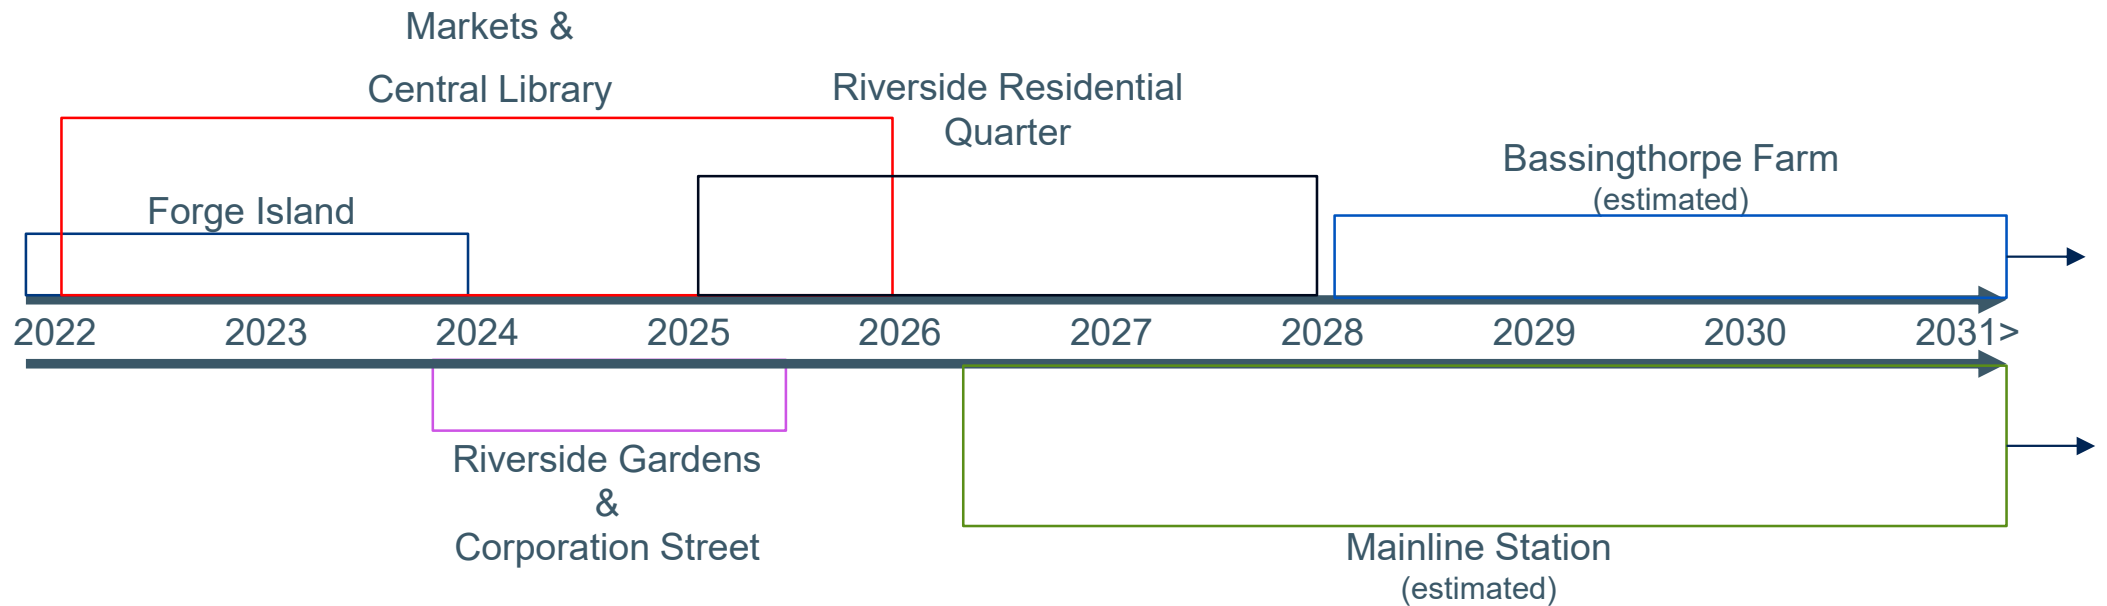 Markets &
Central Library
Riverside Residential
Quarter
Bassingthorpe Farm
(estimated)
Forge Island
2022 2023 2024 2025 2026 2027 2028 2029 2030 2031>
Riverside Gardens
&
Corporation Street
Mainline Station
(estimated)